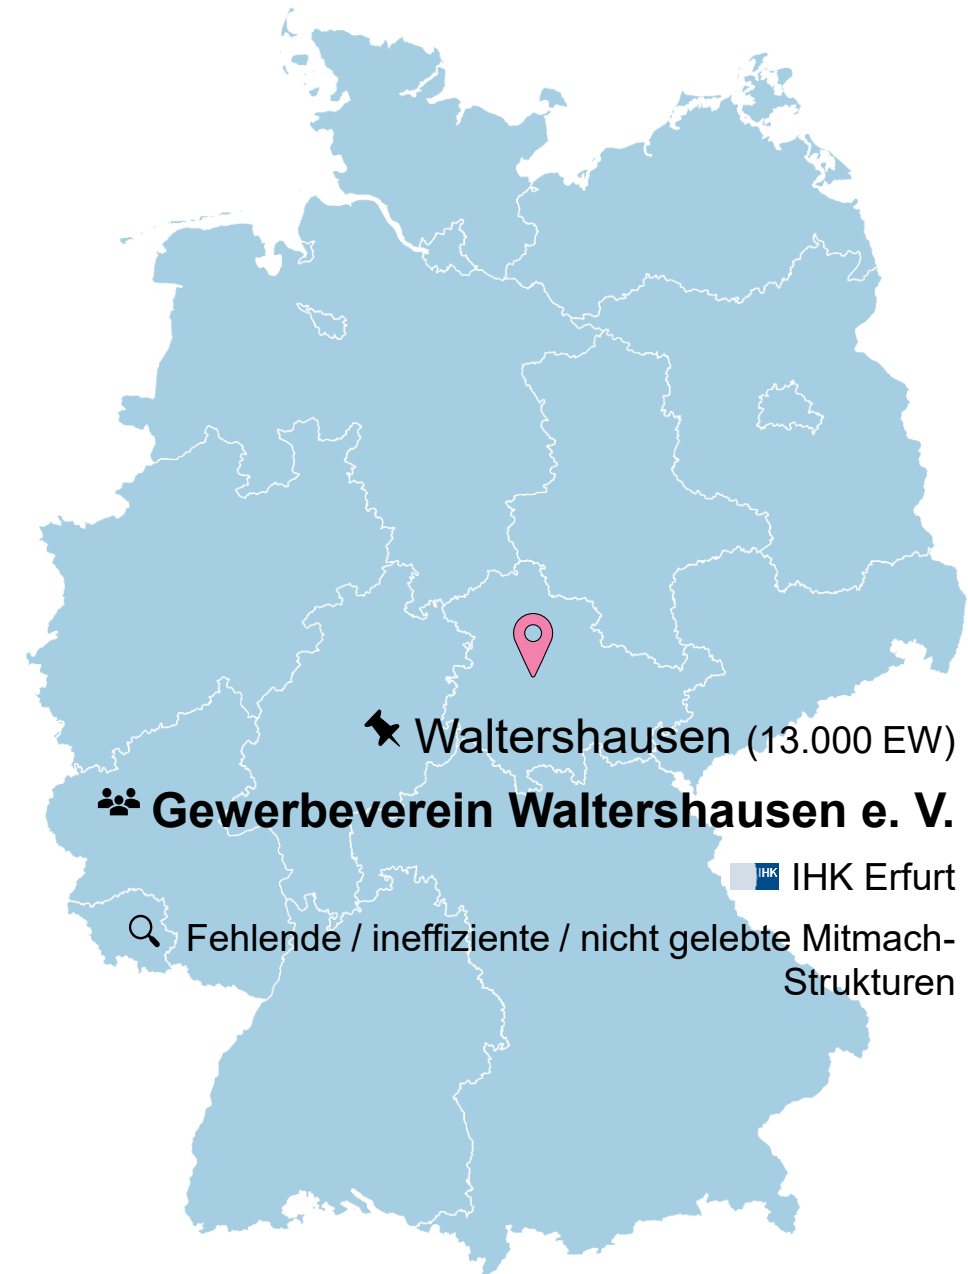 Waltershausen (13.000 EW)
Gewerbeverein Waltershausen e. V.
IHK IHK Erfurt
Fehlende / ineffiziente / nicht gelebte Mitmach-
Strukturen